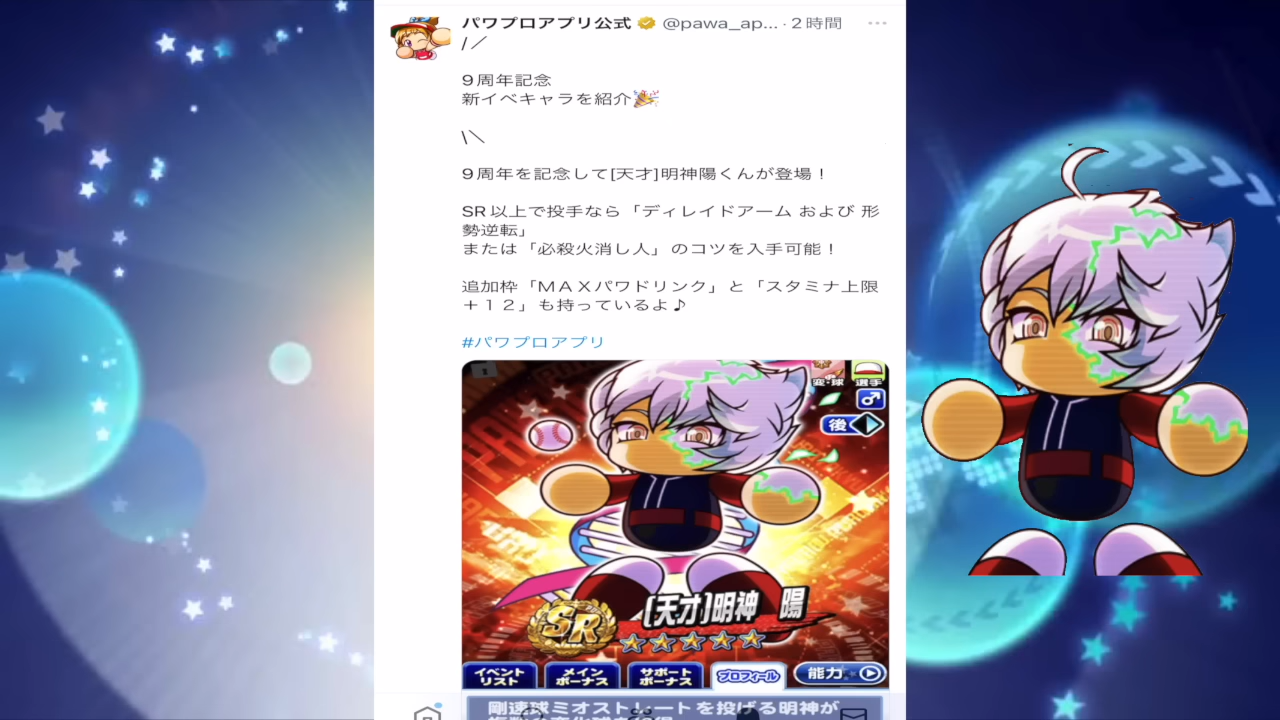 パワプロアプリ公式 @pawa_ap... · 2時間
/／
９周年記念
新イベキャラを紹介🎉
\＼
９周年を記念して[天才]明神陽くんが登場！
SR以上で投手なら「ディレイドアーム および 形
勢逆転」
または「必殺火消し人」のコツを入手可能！
追加枠「ＭＡＸパワドリンク」と「スタミナ上限
＋１２」も持っているよ♪
#パワプロアプリ
変・球 選手
後
[天才]明神 陽
SR
イベント
リスト
メイン
ボーナス
サポート
ボーナス
プロフィール
能力
剛速球ミオストレートを投げる明神が